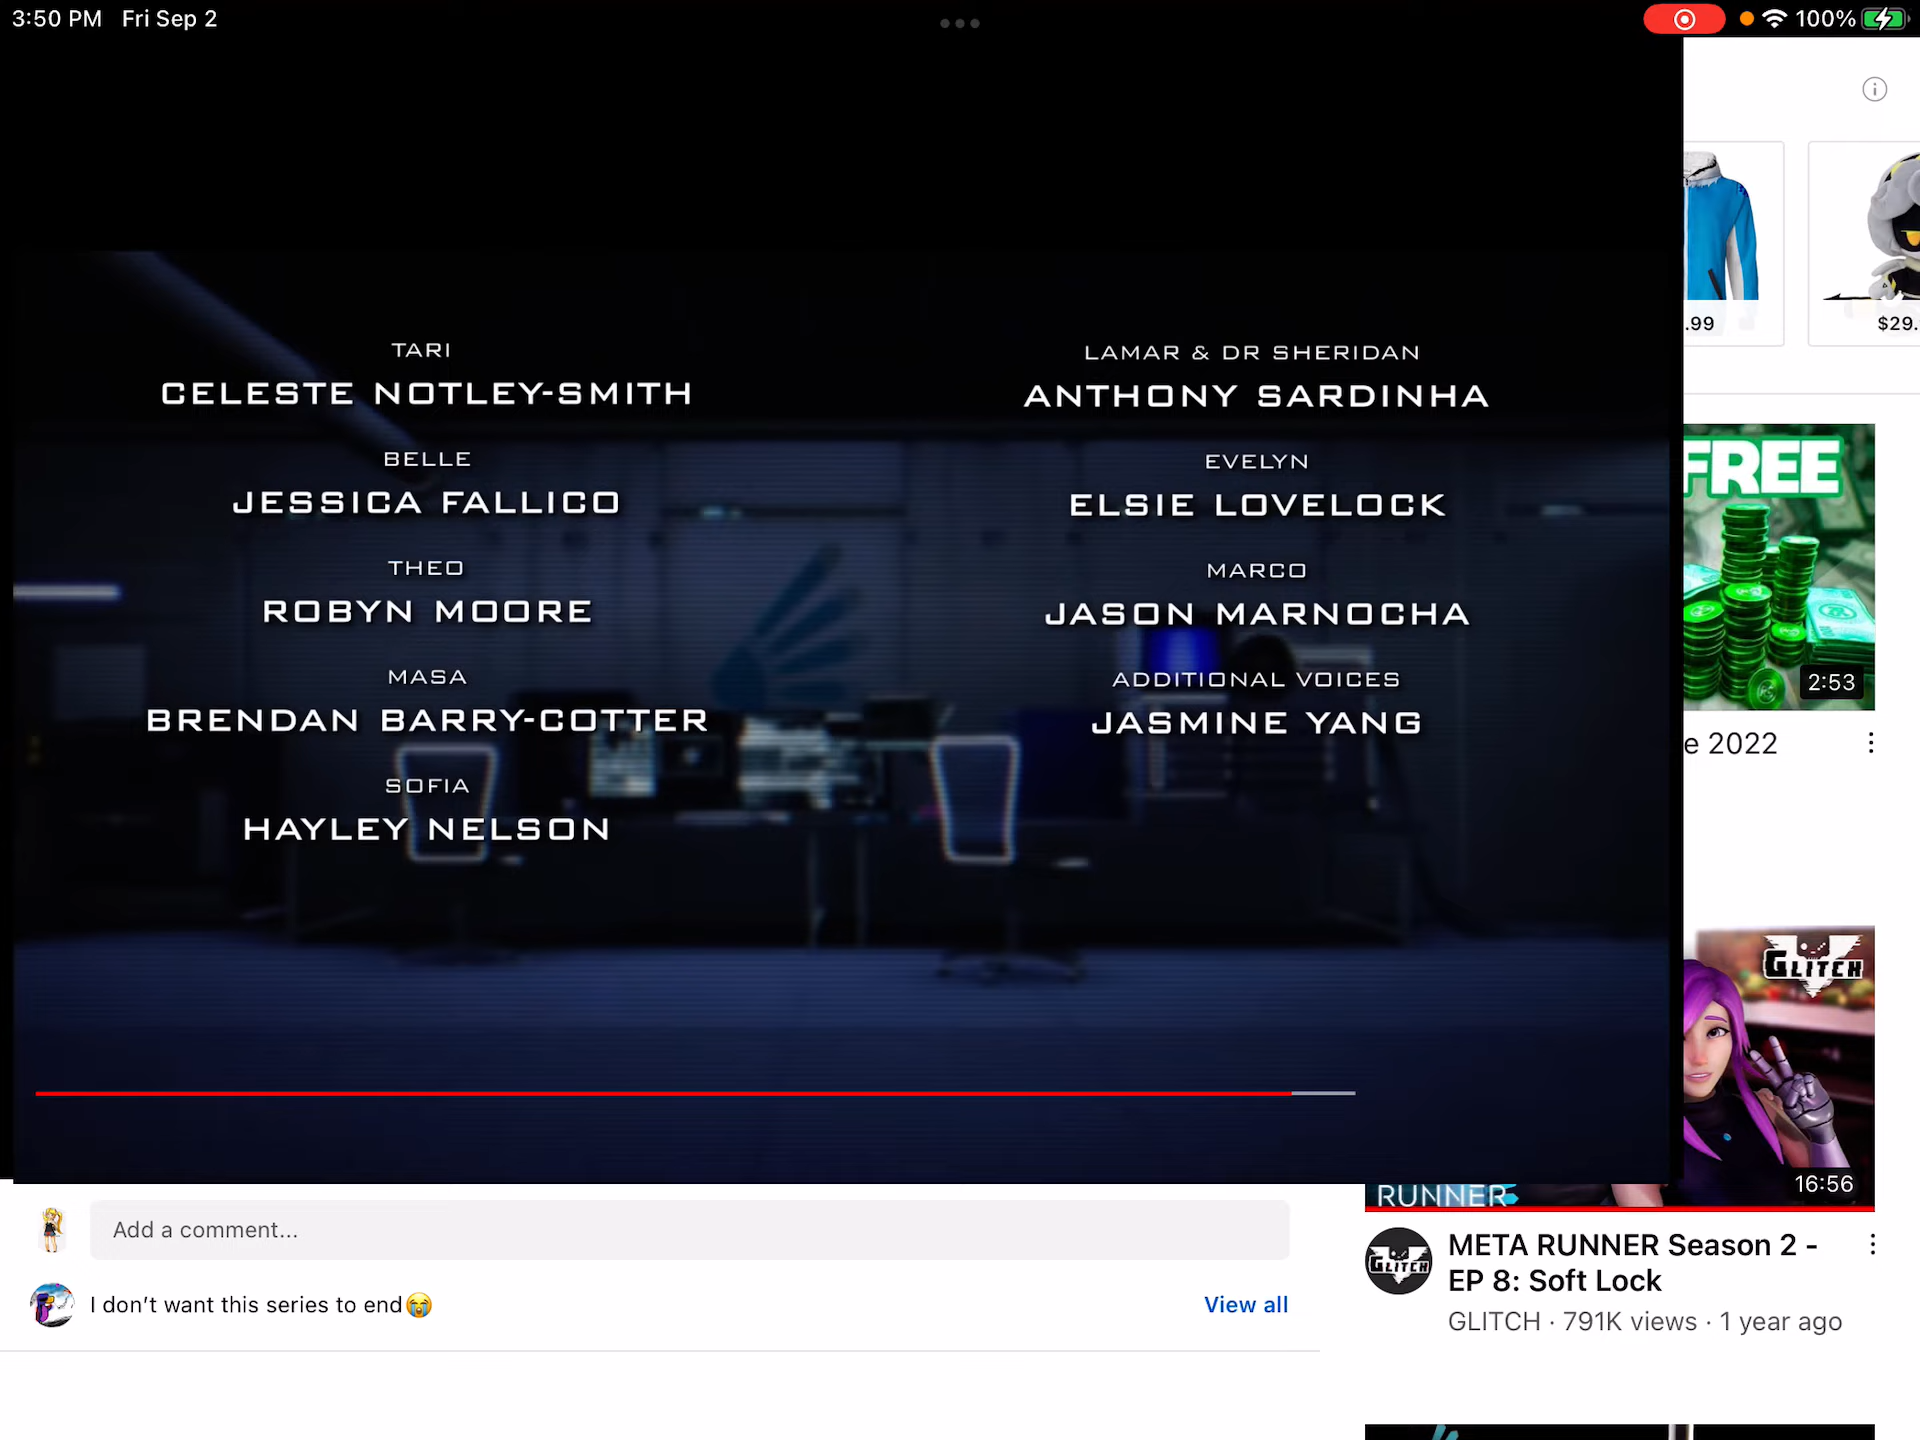 3:50 PM Fri Sep 2
100%
TARI
CELESTE NOTLEY-SMITH
BELLE
JESSICA FALLICO
THEO
ROBYN MOORE
MASA
BRENDAN BARRY-COTTER
SOFIA
HAYLEY NELSON
LAMAR & DR SHERIDAN
ANTHONY SARDINHA
EVELYN
ELSIE LOVELOCK
MARCO
JASON MARNOCHA
ADDITIONAL VOICES
JASMINE YANG
.99
$29.
FREE
2:53
e 2022
GLITCH
16:56
RUNNER
GLITCH
META RUNNER Season 2 -
EP 8: Soft Lock
GLITCH · 791K views · 1 year ago
Add a comment...
I don’t want this series to end😭
View all